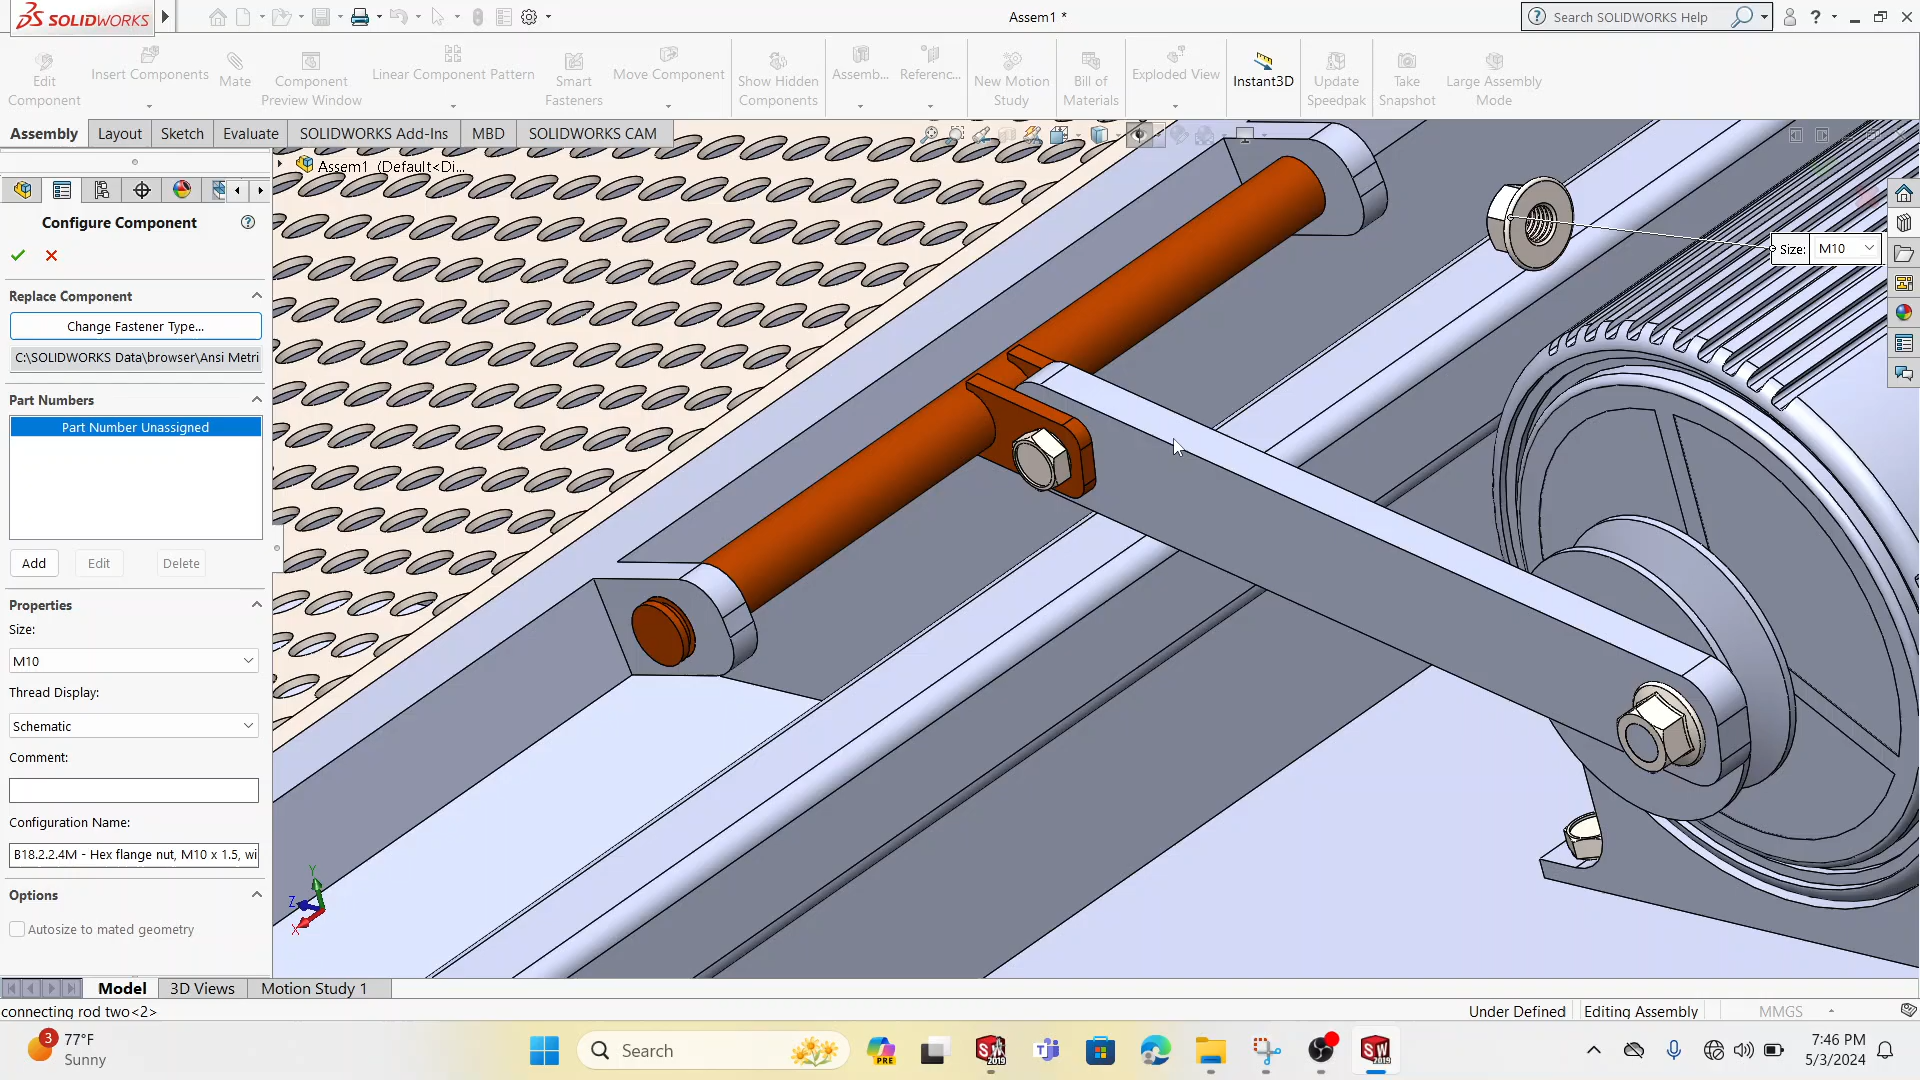 SOLIDWORKS
Assem1 *
Search SOLIDWORKS Help
Edit Component
Insert Components
Mate
Component Preview Window
Linear Component Pattern
Smart Fasteners
Move Component
Show Hidden Components
Assemb...
Referenc...
New Motion Study
Bill of Materials
Exploded View
Instant3D
Update Speedpak
Take Snapshot
Large Assembly Mode
Assembly
Layout
Sketch
Evaluate
SOLIDWORKS Add-Ins
MBD
SOLIDWORKS CAM
Assem1 (Default<Di...
Configure Component
Replace Component
Change Fastener Type...
C:\SOLIDWORKS Data\browser\Ansi Metri
Part Numbers
Part Number Unassigned
Add
Edit
Delete
Properties
Size:
M10
Thread Display:
Schematic
Comment:
Configuration Name:
B18.2.2.4M - Hex flange nut, M10 x 1.5, wi
Options
Autosize to mated geometry
Size: M10
Y
Z
X
Model
3D Views
Motion Study 1
connecting rod two<2>
Under Defined
Editing Assembly
MMGS
3
77°F
Sunny
Search
PRE
SW 2019
SW 2019
7:46 PM
5/3/2024